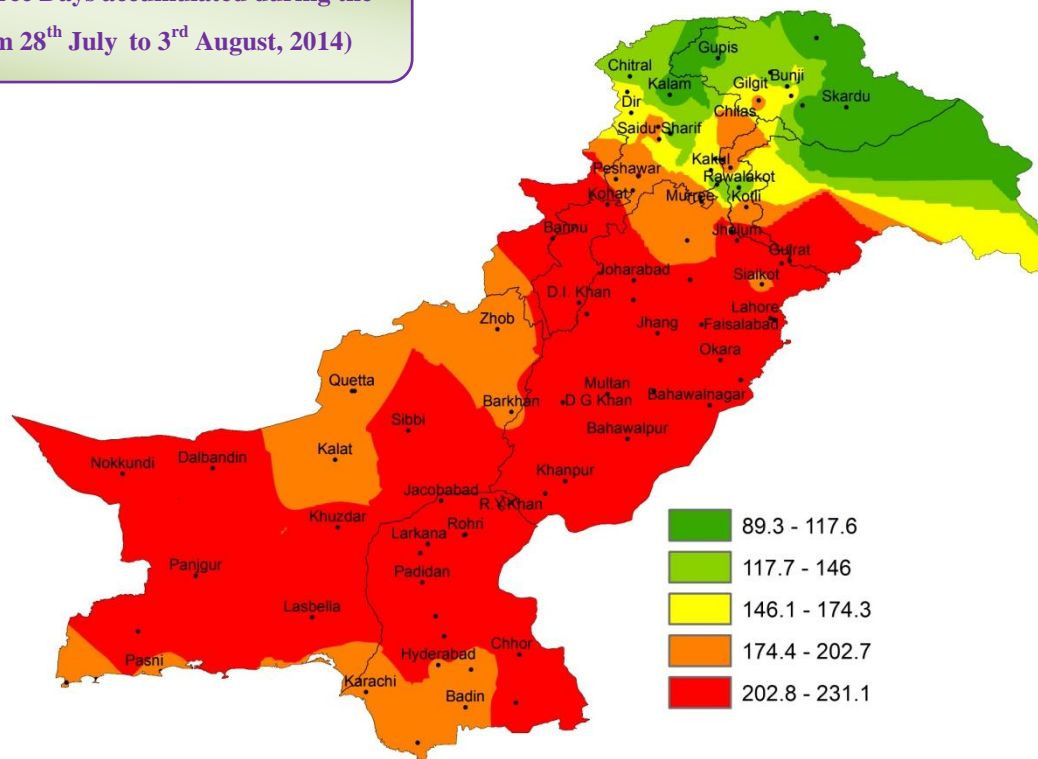 Days accumulated during the
28th July to 3rd August, 2014)
Gupis
Chitral
Bunji
Kalam
Gilgit
Skardu
Dir
Chilas
Saidu Sharif
Kakul
Peshawar
Rawalakot
Kohat
Murree
Kotli
Bannu
Jhelum
Gujrat
Joharabad
Sialkot
D.I. Khan
Lahore
Zhob
Jhang
Faisalabad
Okara
Quetta
Multan
Barkhan
D G Khan
Bahawalnagar
Sibbi
Bahawalpur
Kalat
Nokkundi
Dalbandin
Khanpur
Jacobabad
R.Y.Khan
Khuzdar
Rohri
Larkana
Panjgur
Padidan
Lasbella
Chhor
Hyderabad
Pasni
Karachi
Badin
89.3 - 117.6
117.7 - 146
146.1 - 174.3
174.4 - 202.7
202.8 - 231.1